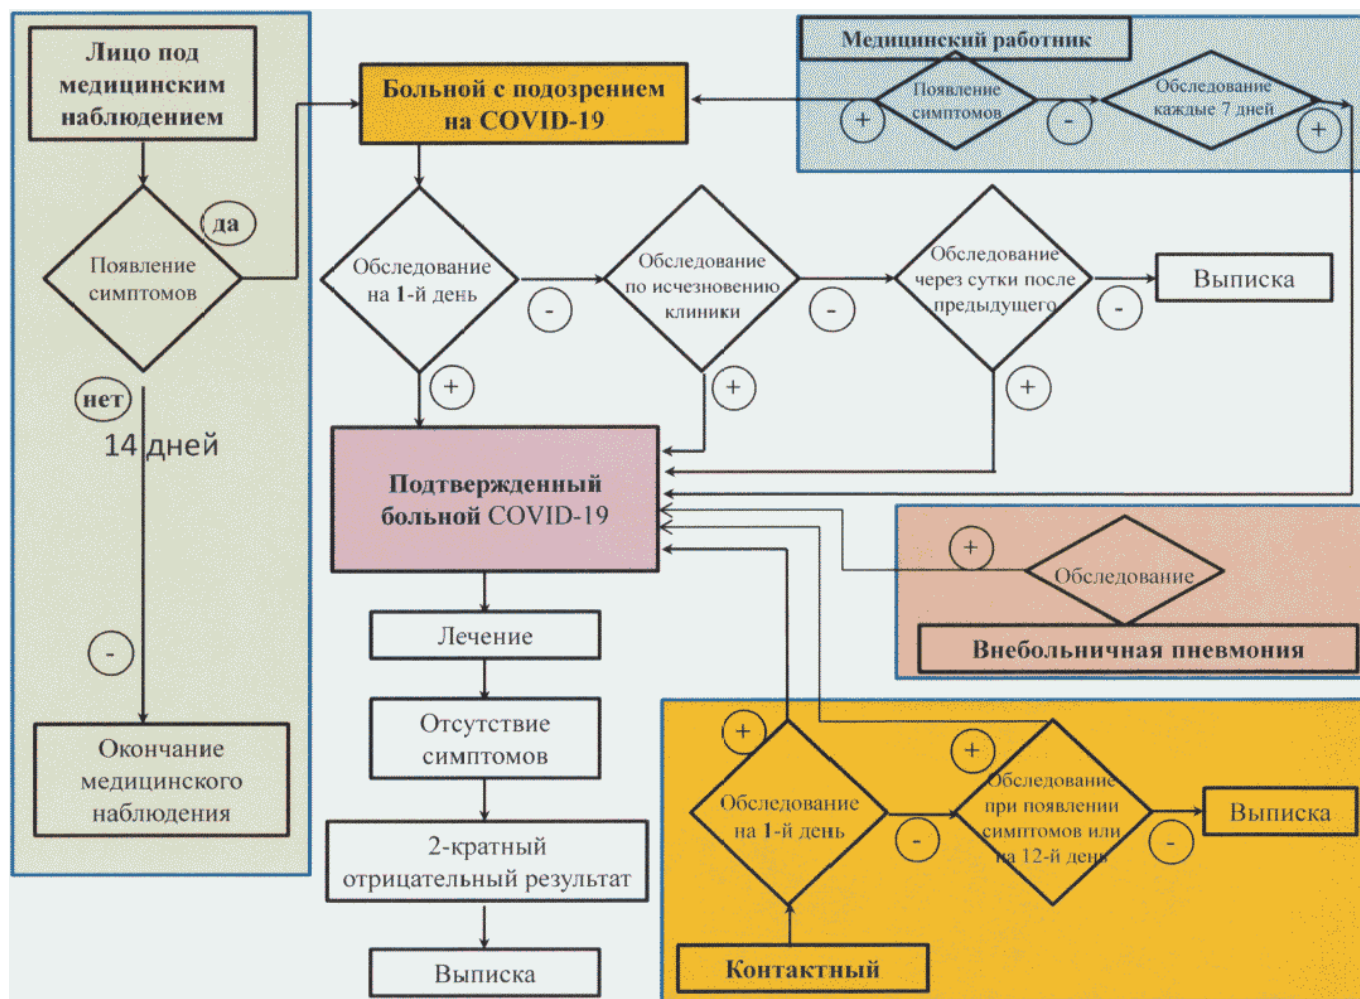 Лицо под
медицинским
наблюдением
да
Появление
симптомов
нет
14 дней
-
Окончание
медицинского
наблюдения
Больной с подозрением
на COVID-19
Медицинский работник
Появление
симптомов
+
-
Обследование
каждые 7 дней
+
Обследование
на 1-й день
-
+
Обследование
по исчезновению
клиники
-
+
Обследование
через сутки после
предыдущего
-
+
Выписка
Подтвержденный
больной COVID-19
Лечение
Отсутствие
симптомов
2-кратный
отрицательный результат
Выписка
+
Обследование
Внебольничная пневмония
+
Обследование
на 1-й день
-
+
Обследование
при появлении
симптомов или
на 12-й день
-
Выписка
Контактный